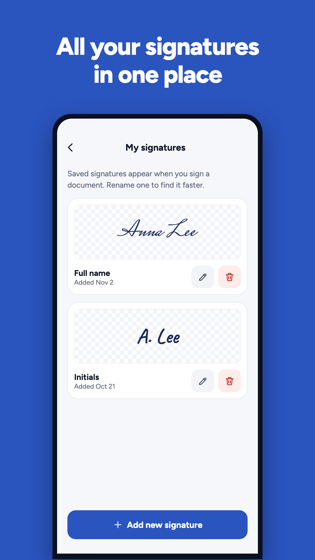 All your signatures
in one place
My signatures
Saved signatures appear when you sign a
document. Rename one to find it faster.
Anna Lee
Full name
Added Nov 2
A. Lee
Initials
Added Oct 21
+ Add new signature